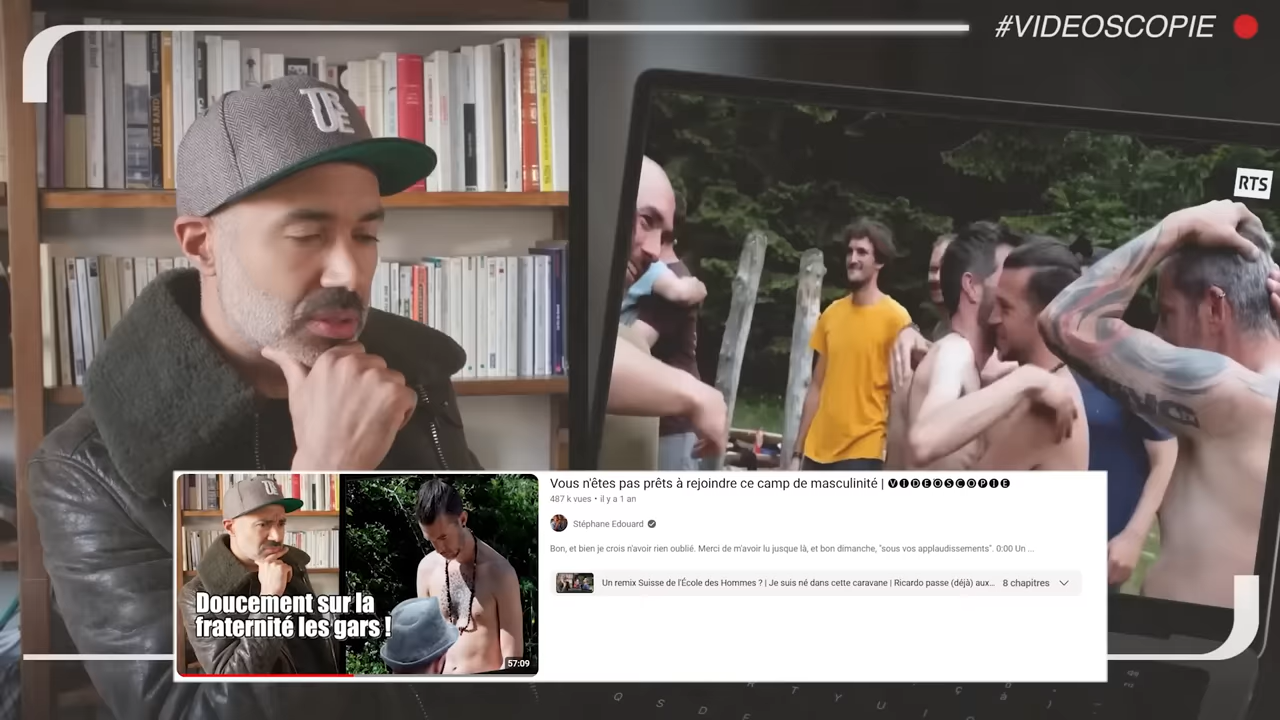 #VIDEOSCOPIE
TRUE
JAZZ BAND
RTS
Vous n'êtes pas prêts à rejoindre ce camp de masculinité | 🅥🅘🅓🅔🅞🅢🅒🅞🅟🅘🅔
487 k vues • il y a 1 an
Stéphane Edouard
Bon, et bien je crois n'avoir rien oublié. Merci de m'avoir lu jusque là, et bon dimanche, "sous vos applaudissements". 0:00 Un ...
Un remix Suisse de l'École des Hommes ? | Je suis né dans cette caravane | Ricardo passe (déjà) aux... 8 chapitres
Doucement sur la
fraternité les gars !
57:09